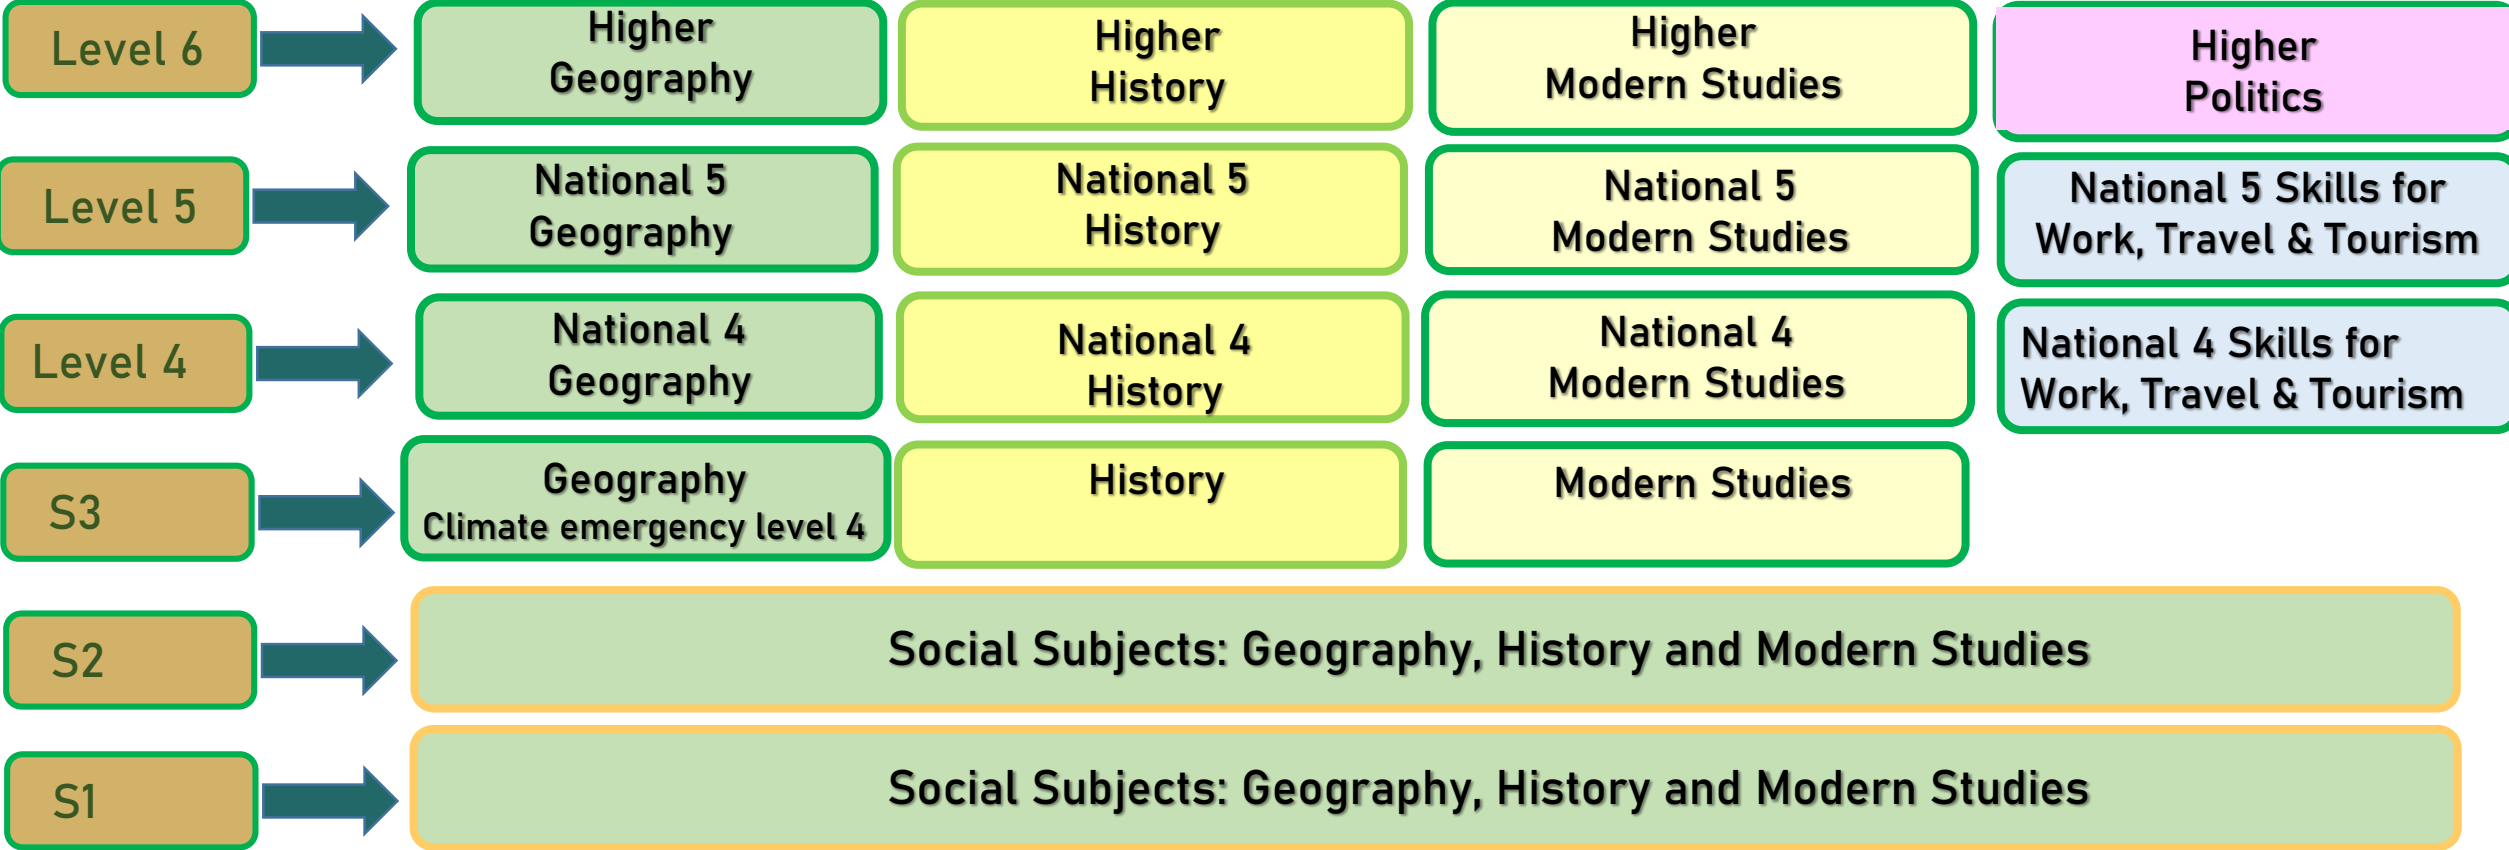 Level 6
Higher
Geography
Higher
History
Higher
Modern Studies
Higher
Politics
Level 5
National 5
Geography
National 5
History
National 5
Modern Studies
National 5 Skills for
Work, Travel & Tourism
Level 4
National 4
Geography
National 4
History
National 4
Modern Studies
National 4 Skills for
Work, Travel & Tourism
S3
Geography
Climate emergency level 4
History
Modern Studies
S2
Social Subjects: Geography, History and Modern Studies
S1
Social Subjects: Geography, History and Modern Studies